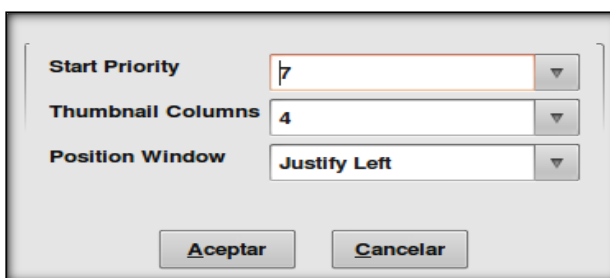 Start Priority 7
Thumbnail Columns 4
Position Window Justify Left
Aceptar Cancelar